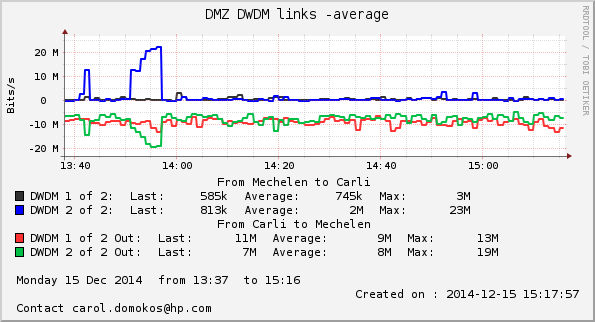 DMZ DWDM links -average
RRDTOOL / TOBI OETIKER
Bits/s
20 M
10 M
0
-10 M
-20 M
13:40 14:00 14:20 14:40 15:00
From Mechelen to Carli
DWDM 1 of 2: Last: 585k Average: 745k Max: 3M
DWDM 2 of 2: Last: 813k Average: 2M Max: 23M
From Carli to Mechelen
DWDM 1 of 2 Out: Last: 11M Average: 9M Max: 13M
DWDM 2 of 2 Out: Last: 7M Average: 8M Max: 19M
Monday 15 Dec 2014 from 13:37 to 15:16
Created on : 2014-12-15 15:17:57
Contact carol.domokos@hp.com